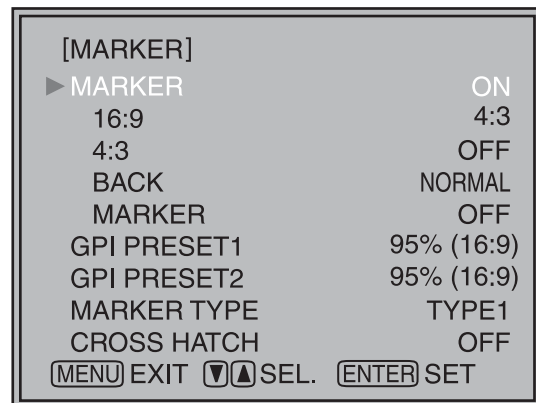 [MARKER]
▶MARKER ON
16:9 4:3
4:3 OFF
BACK NORMAL
MARKER OFF
GPI PRESET1 95% (16:9)
GPI PRESET2 95% (16:9)
MARKER TYPE TYPE1
CROSS HATCH OFF
MENU EXIT ▼▲ SEL. ENTER SET